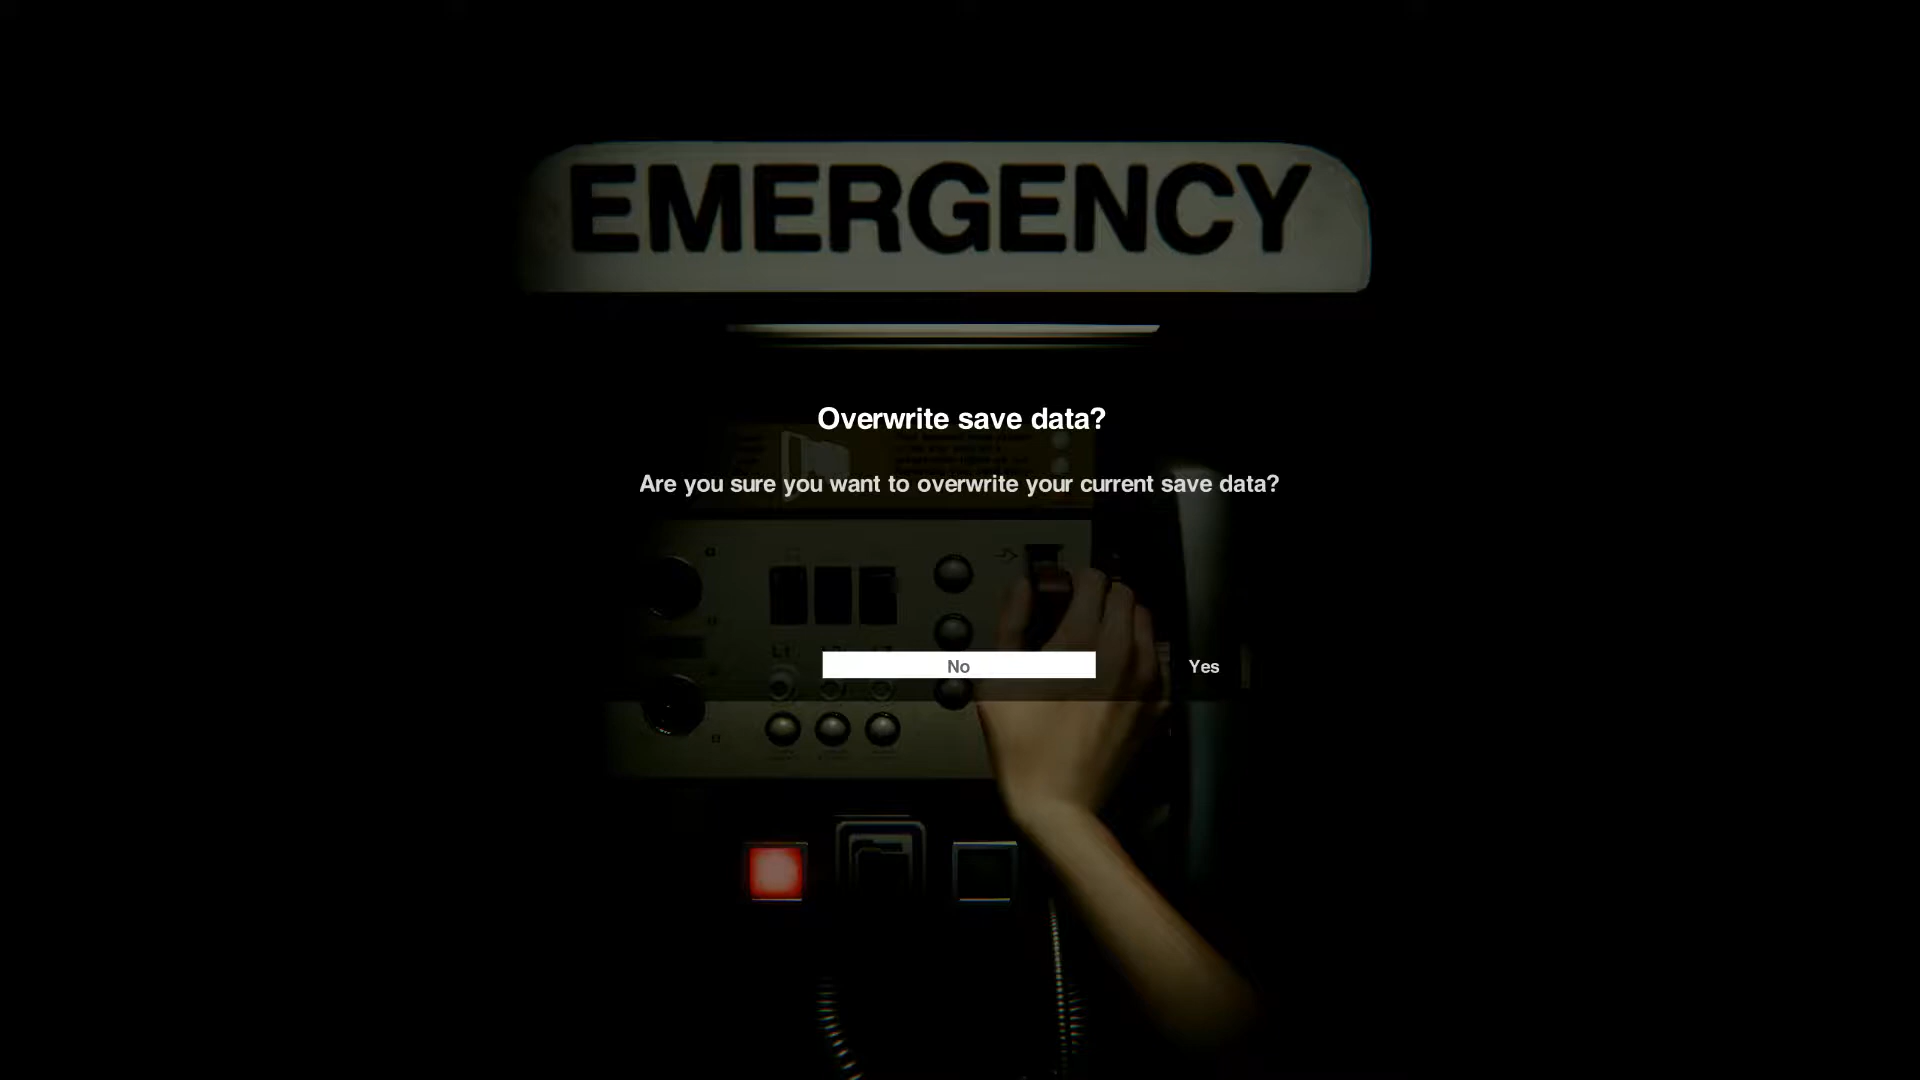 EMERGENCY
Overwrite save data?
Are you sure you want to overwrite your current save data?
No
Yes